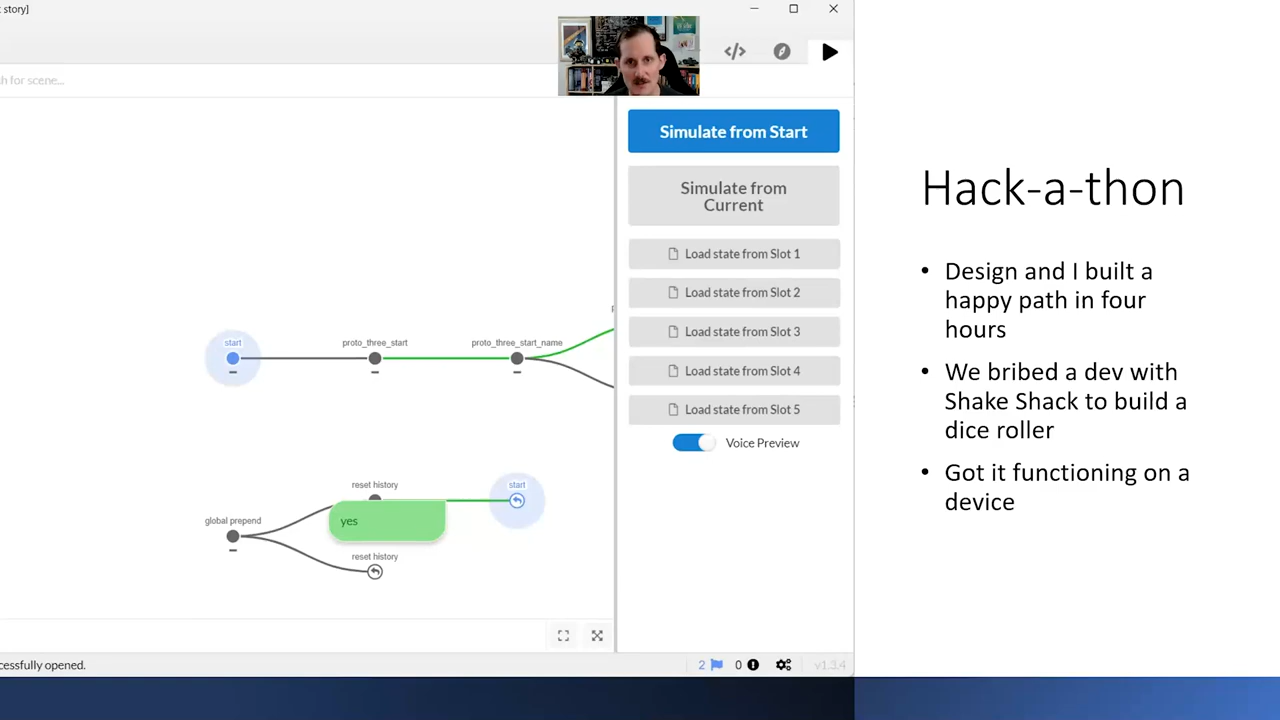 story]
h for scene...
Simulate from Start
Simulate from
Current
Load state from Slot 1
Load state from Slot 2
Load state from Slot 3
Load state from Slot 4
Load state from Slot 5
Voice Preview
start
proto_three_start
proto_three_start_name
reset history
start
yes
global prepend
reset history
cessfully opened.
2
0
v1.3.4
Hack-a-thon
• Design and I built a
happy path in four
hours
• We bribed a dev with
Shake Shack to build a
dice roller
• Got it functioning on a
device